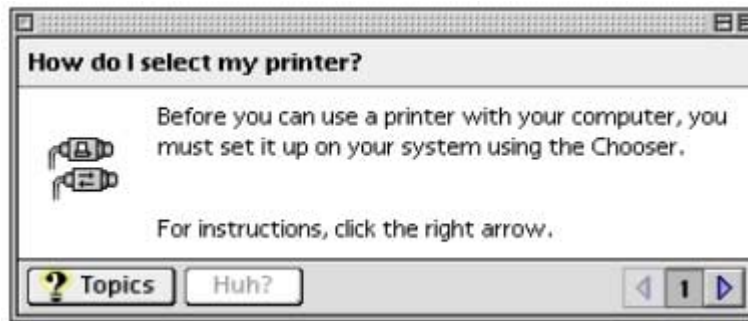 How do I select my printer?
Before you can use a printer with your computer, you
must set it up on your system using the Chooser.
For instructions, click the right arrow.
? Topics
Huh?
1